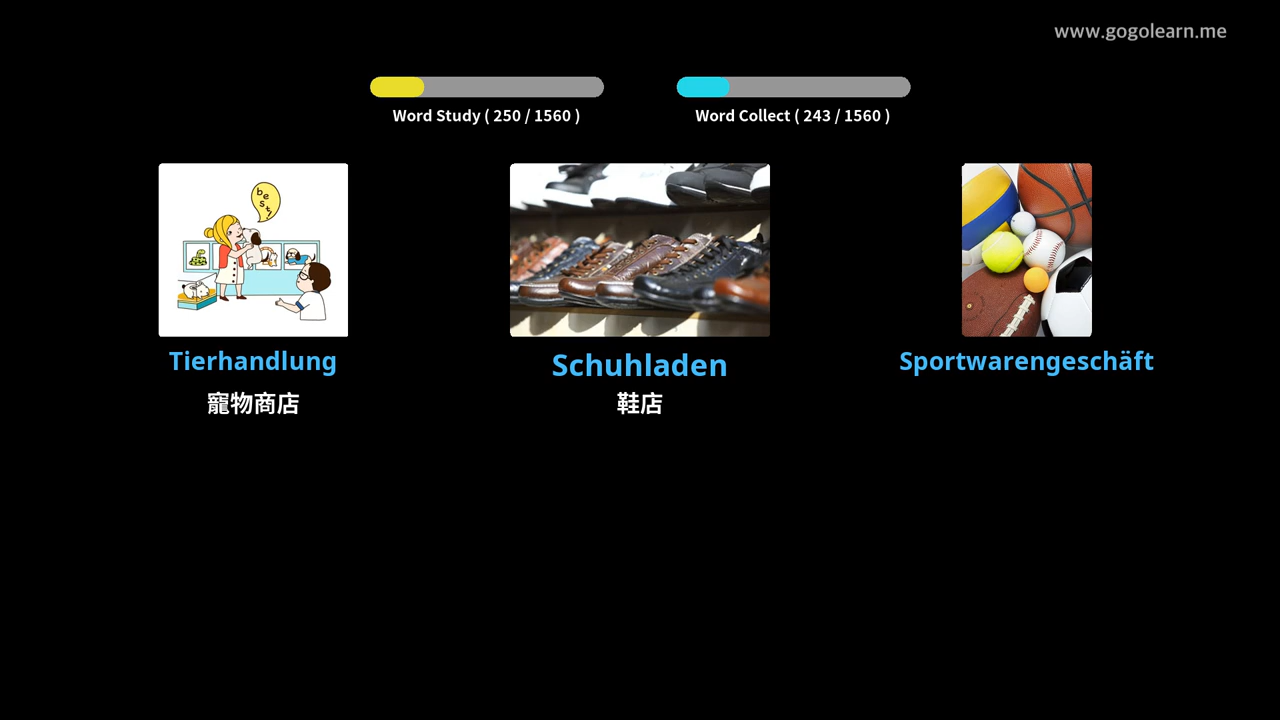 www.gogolearn.me
Word Study ( 250 / 1560 )
Word Collect ( 243 / 1560 )
best!
Tierhandlung
Schuhladen
Sportwarengeschäft
寵物商店
鞋店